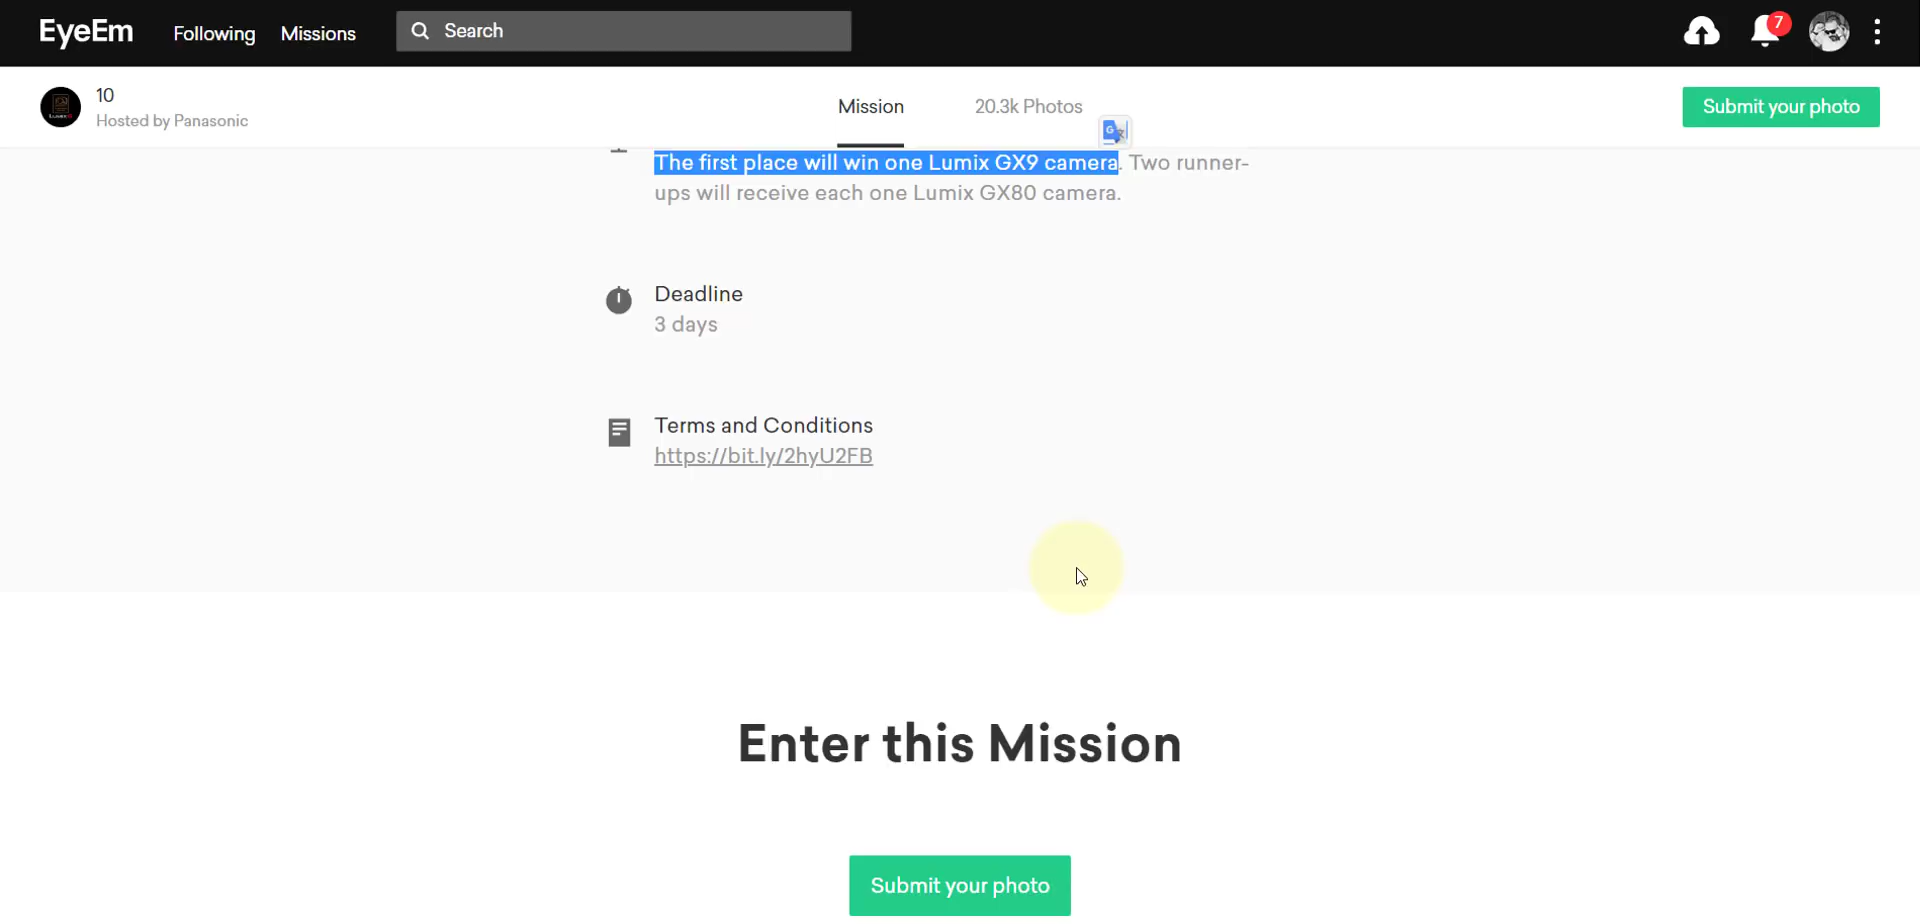 EyeEm Following Missions Search 7
10
Hosted by Panasonic
Mission 20.3k Photos
Submit your photo
The first place will win one Lumix GX9 camera. Two runner-
ups will receive each one Lumix GX80 camera.
Deadline
3 days
Terms and Conditions
https://bit.ly/2hyU2FB
Enter this Mission
Submit your photo